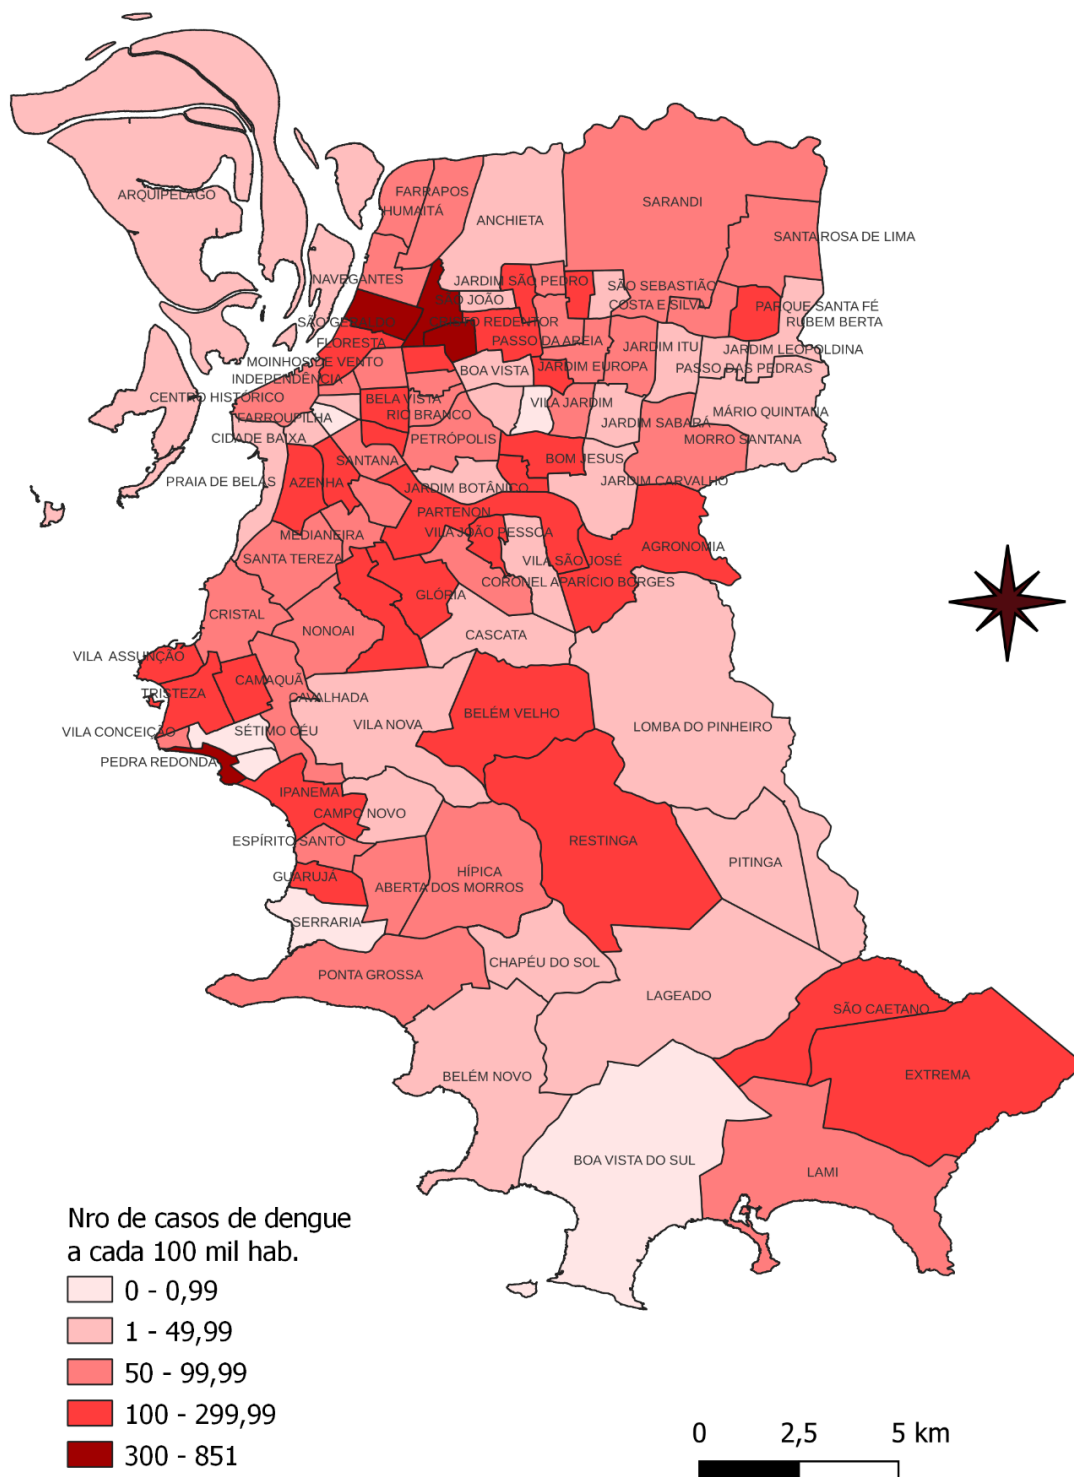 ARQUIPÉLAGO
FARRAPOS
HUMAITÁ
ANCHIETA
SARANDI
SANTA ROSA DE LIMA
NAVEGANTES
JARDIM SÃO PEDRO
SÃO SEBASTIÃO
SÃO JOÃO
COSTA E SILVA
PARQUE SANTA FÉ
SÃO GERALDO
CRISTO REDENTOR
RUBEM BERTA
FLORESTA
PASSO DA AREIA
JARDIM ITU
JARDIM LEOPOLDINA
MOINHOS DE VENTO
BOA VISTA
JARDIM EUROPA
PASSO DAS PEDRAS
INDEPENDÊNCIA
CENTRO HISTÓRICO
BELA VISTA
VILA JARDIM
MÁRIO QUINTANA
FARROUPILHA
RIO BRANCO
JARDIM SABARÁ
CIDADE BAIXA
PETRÓPOLIS
MORRO SANTANA
SANTANA
BOM JESUS
PRAIA DE BELAS
AZENHA
JARDIM BOTÂNICO
JARDIM CARVALHO
PARTENON
MEDIANEIRA
VILA JOÃO PESSOA
AGRONOMIA
SANTA TEREZA
VILA SÃO JOSÉ
CORONEL APARÍCIO BORGES
GLÓRIA
CRISTAL
NONOAI
CASCATA
VILA ASSUNÇÃO
CAMAQUÃ
TRISTEZA
CAVALHADA
BELÉM VELHO
VILA NOVA
LOMBA DO PINHEIRO
VILA CONCEIÇÃO
SÉTIMO CÉU
PEDRA REDONDA
IPANEMA
CAMPO NOVO
ESPÍRITO SANTO
RESTINGA
PITINGA
HÍPICA
GUARUJÁ
ABERTA DOS MORROS
SERRARIA
CHAPÉU DO SOL
PONTA GROSSA
LAGEADO
SÃO CAETANO
BELÉM NOVO
EXTREMA
BOA VISTA DO SUL
LAMI
Nro de casos de dengue
a cada 100 mil hab.
0 - 0,99
1 - 49,99
50 - 99,99
100 - 299,99
300 - 851
0 2,5 5 km